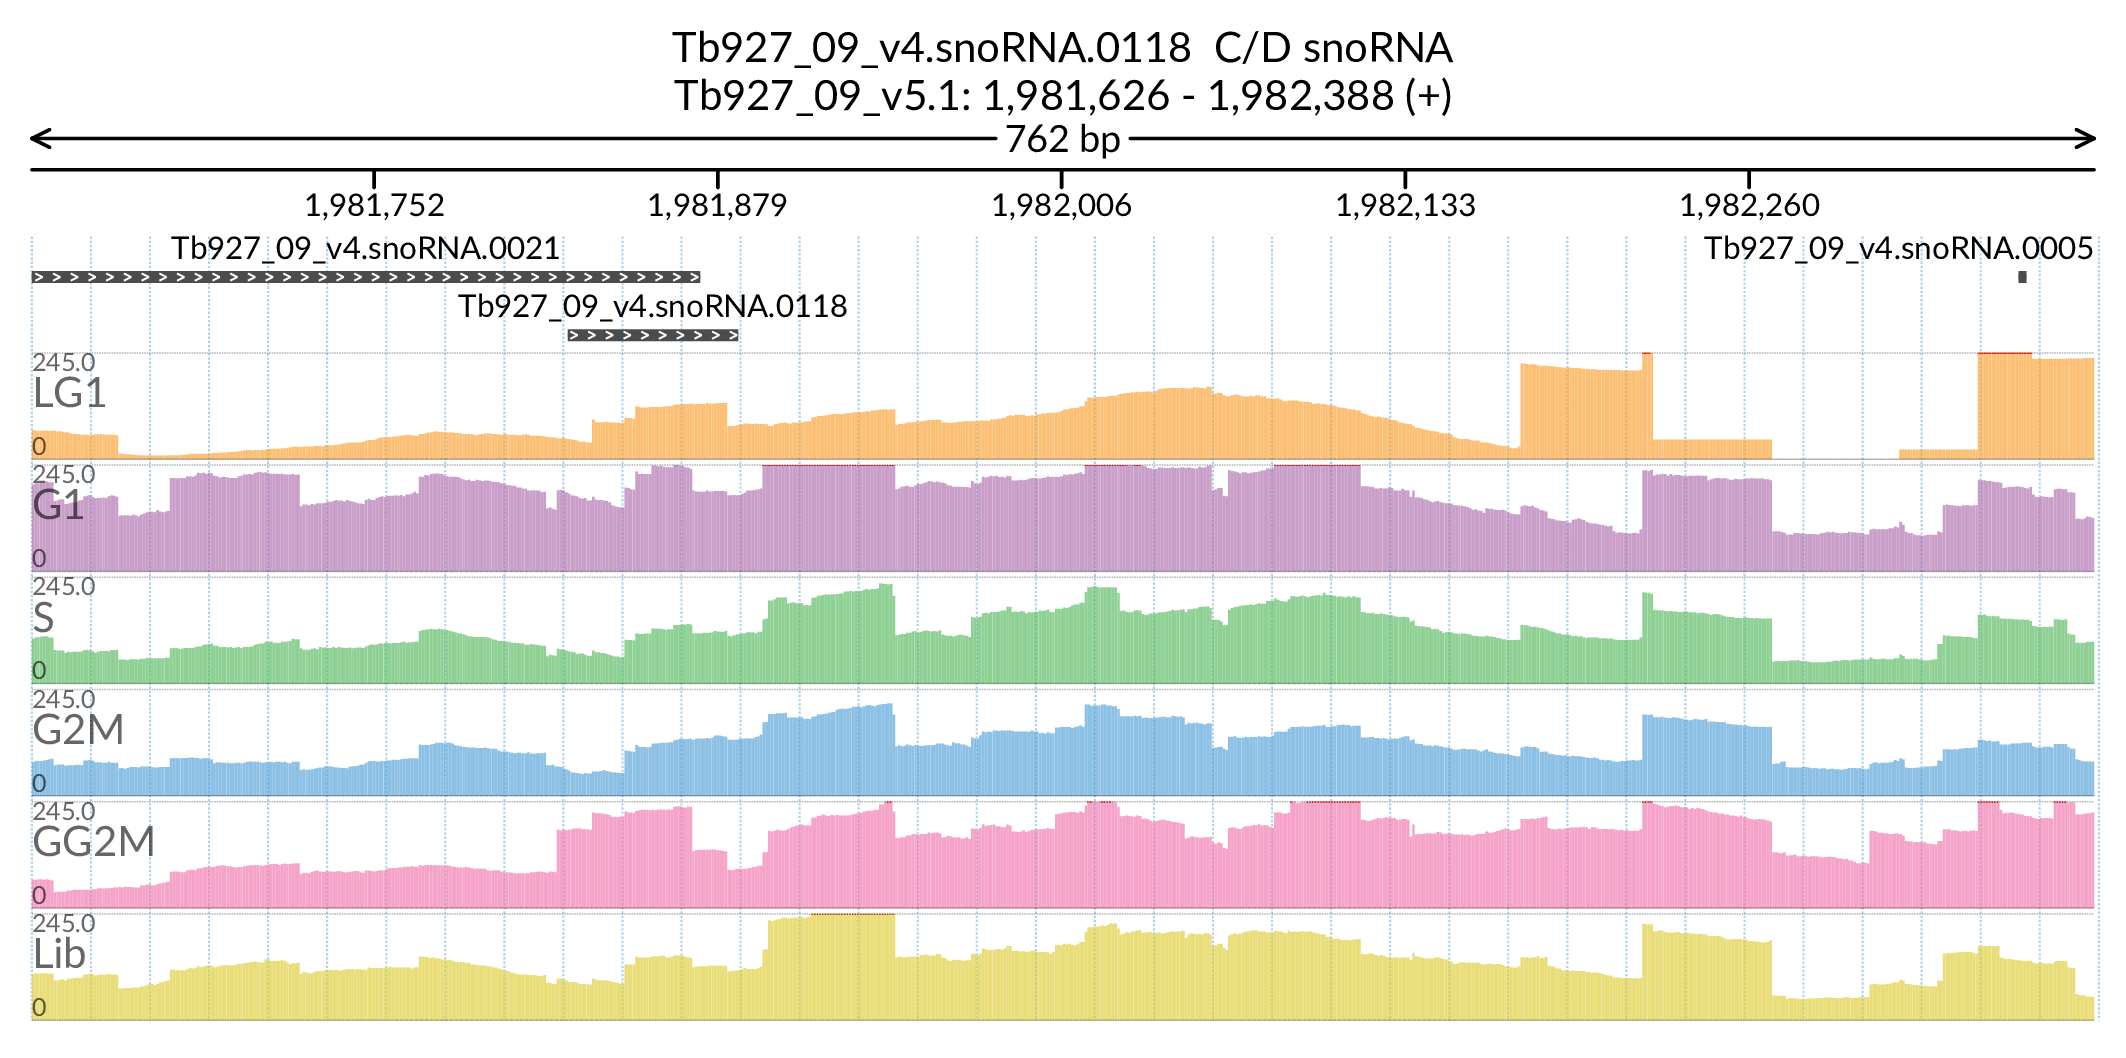 Tb927_09_v4.snoRNA.0118  C/D snoRNA
Tb927_09_v5.1: 1,981,626 - 1,982,388 (+)
762 bp
1,981,752 1,981,879 1,982,006 1,982,133 1,982,260
Tb927_09_v4.snoRNA.0021 Tb927_09_v4.snoRNA.0005
Tb927_09_v4.snoRNA.0118
245.0
LG1
0
245.0
G1
0
245.0
S
0
245.0
G2M
0
245.0
GG2M
0
245.0
Lib
0